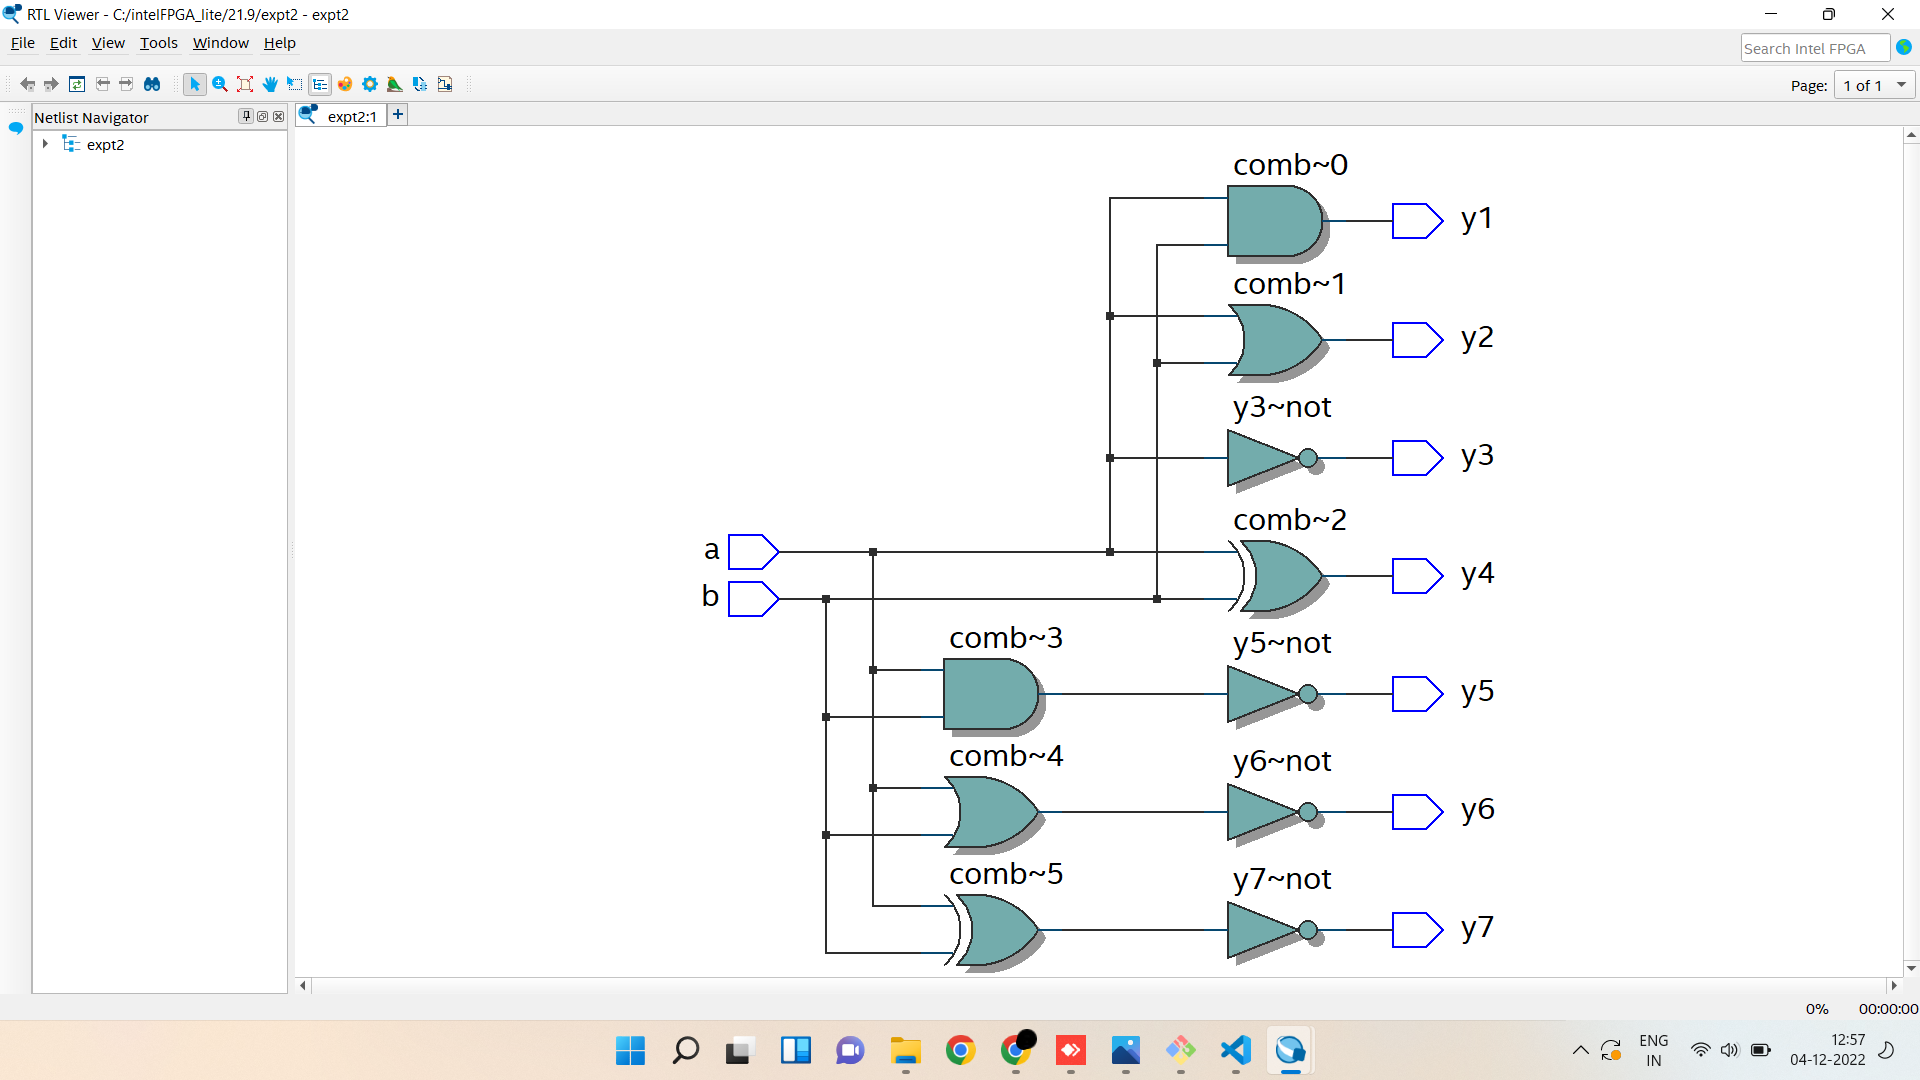 RTL Viewer - C:/intelFPGA_lite/21.9/expt2 - expt2
File Edit View Tools Window Help
Search Intel FPGA
Page: 1 of 1
Netlist Navigator
expt2:1
+
expt2
comb~0
y1
comb~1
y2
y3~not
y3
comb~2
a
y4
b
comb~3
y5~not
y5
comb~4
y6~not
y6
comb~5
y7~not
y7
0% 00:00:00
ENG
IN
12:57
04-12-2022